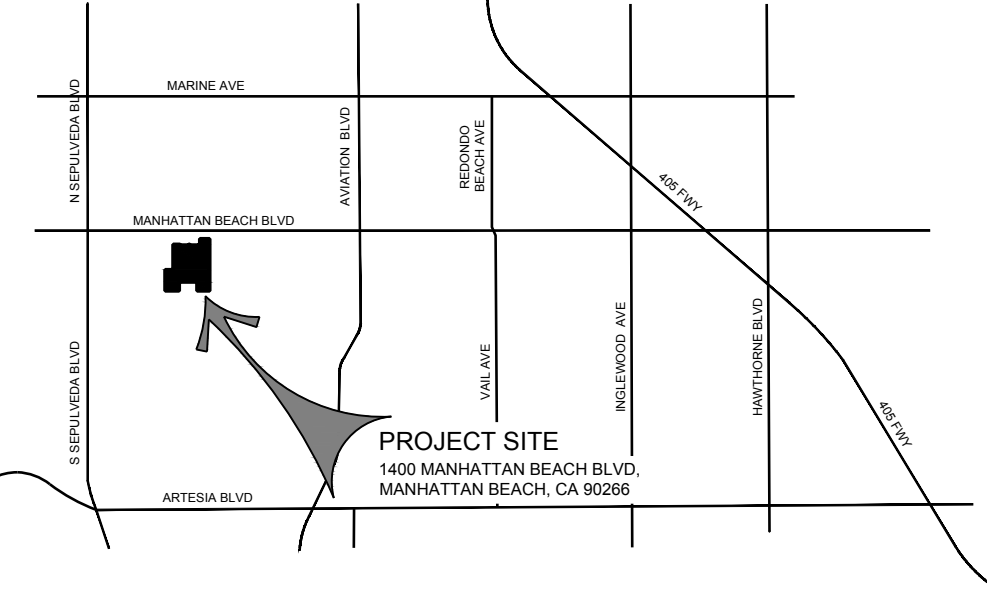 MARINE AVE
N SEPULVEDA BLVD
AVIATION BLVD
REDONDO
BEACH AVE
405 FWY
MANHATTAN BEACH BLVD
S SEPULVEDA BLVD
VAIL AVE
INGLEWOOD AVE
HAWTHORNE BLVD
405 FWY
PROJECT SITE
1400 MANHATTAN BEACH BLVD,
MANHATTAN BEACH, CA 90266
ARTESIA BLVD